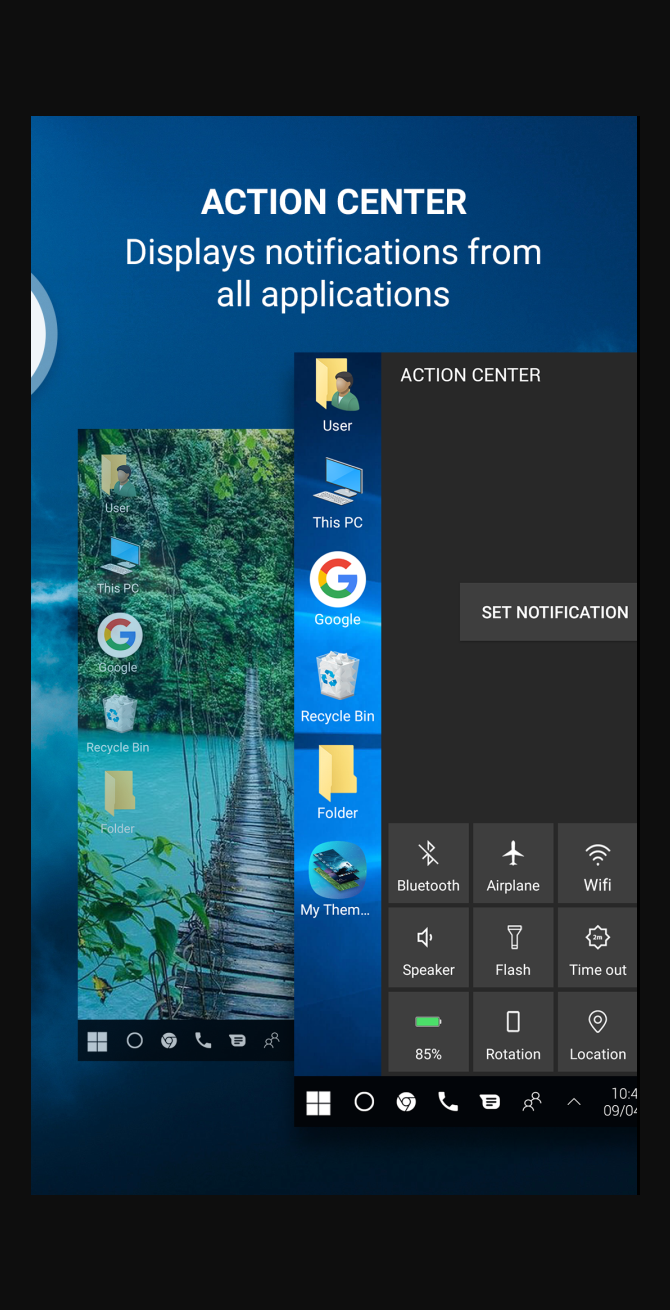 ACTION CENTER
Displays notifications from
all applications
User
This PC
Google
Recycle Bin
Folder
User
This PC
Google
Recycle Bin
Folder
My Them...
ACTION CENTER
SET NOTIFICATION
Bluetooth
Airplane
Wifi
Speaker
Flash
2m
Time out
85%
Rotation
Location
10:4
09/04